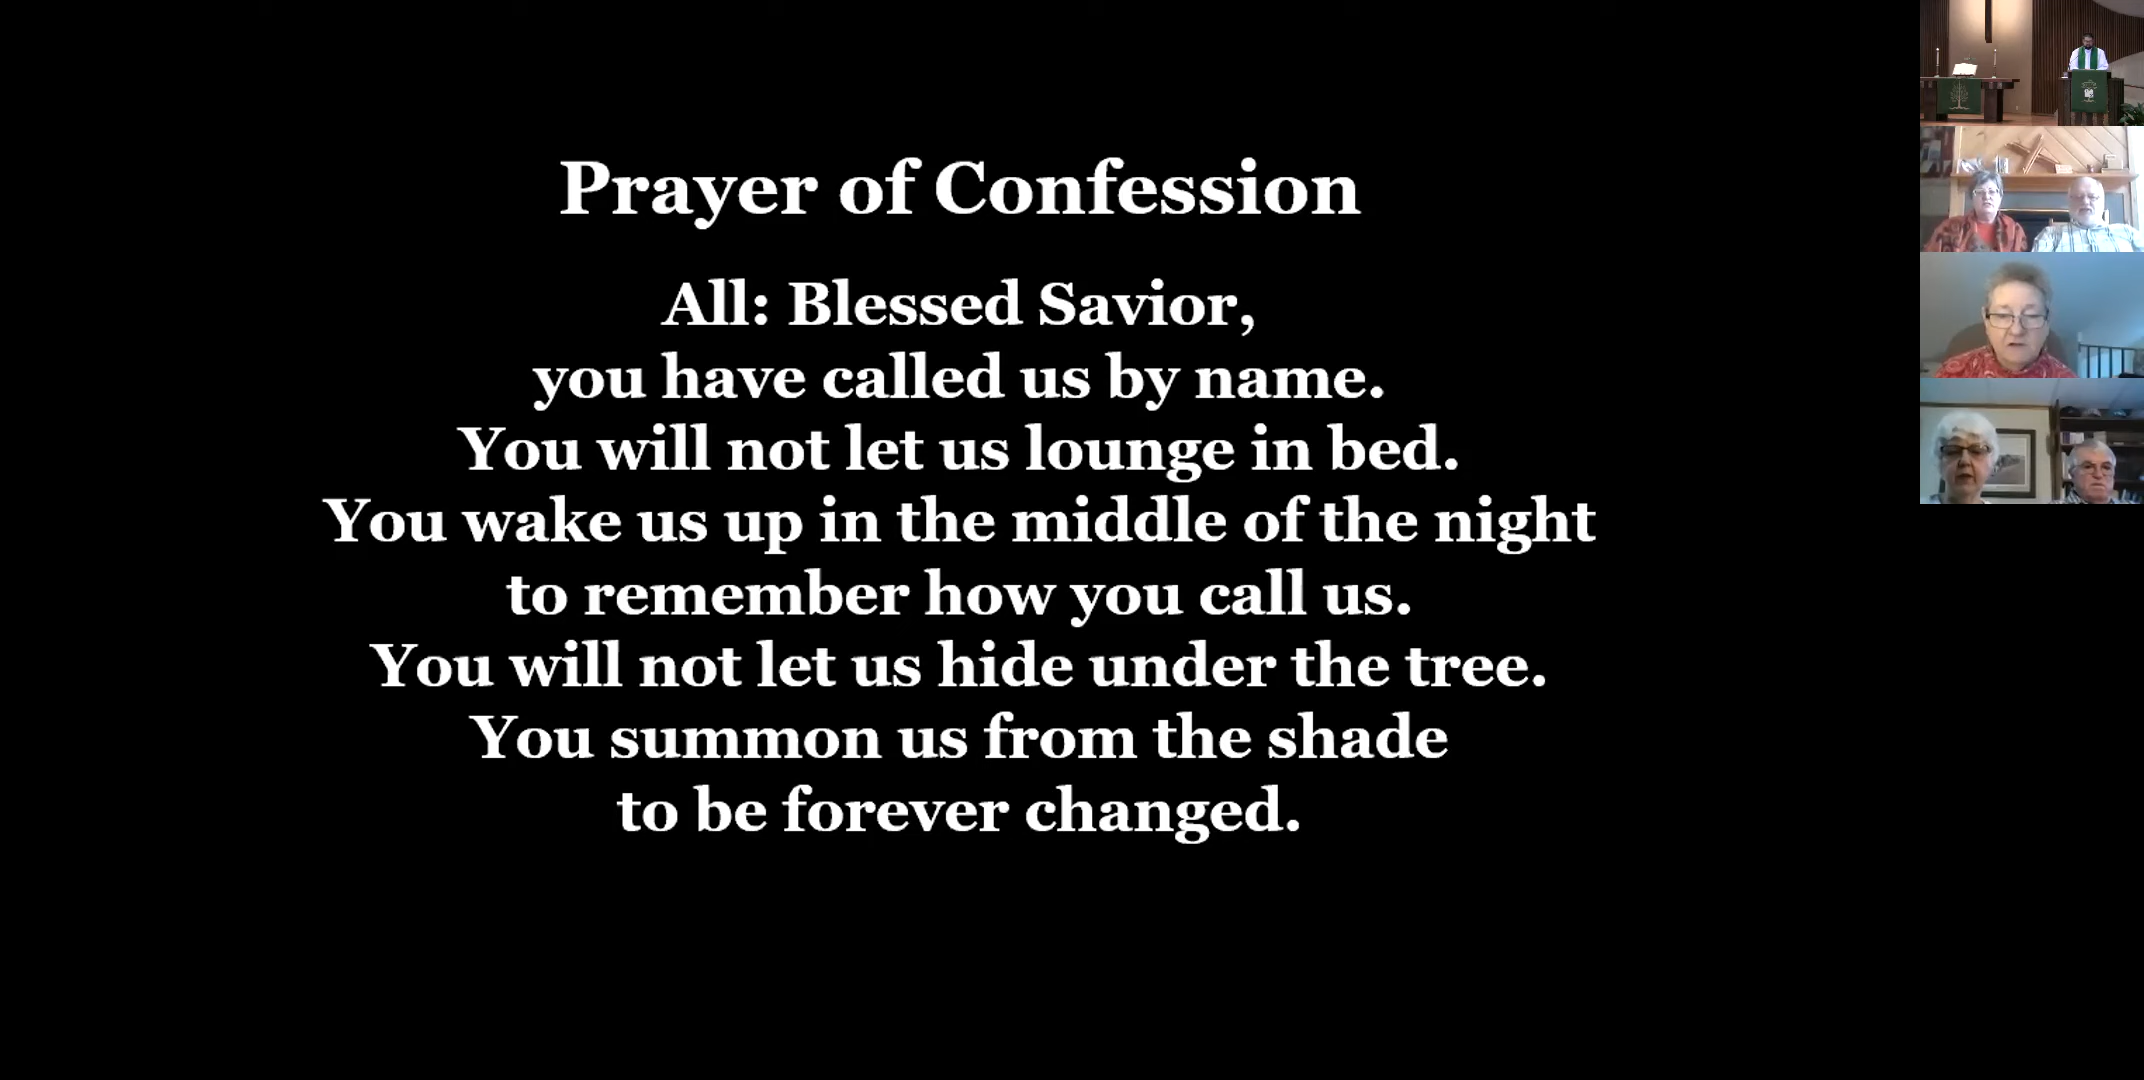 Prayer of Confession
All: Blessed Savior,
you have called us by name.
You will not let us lounge in bed.
You wake us up in the middle of the night
to remember how you call us.
You will not let us hide under the tree.
You summon us from the shade
to be forever changed.